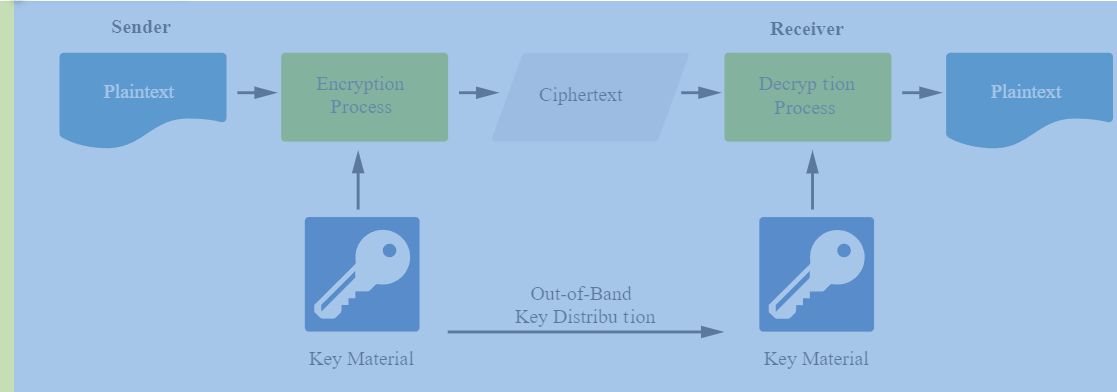 Sender
Receiver
Plaintext
Encryption
Process
Ciphertext
Decryp tion
Process
Plaintext
Out-of-Band
Key Distribu tion
Key Material
Key Material